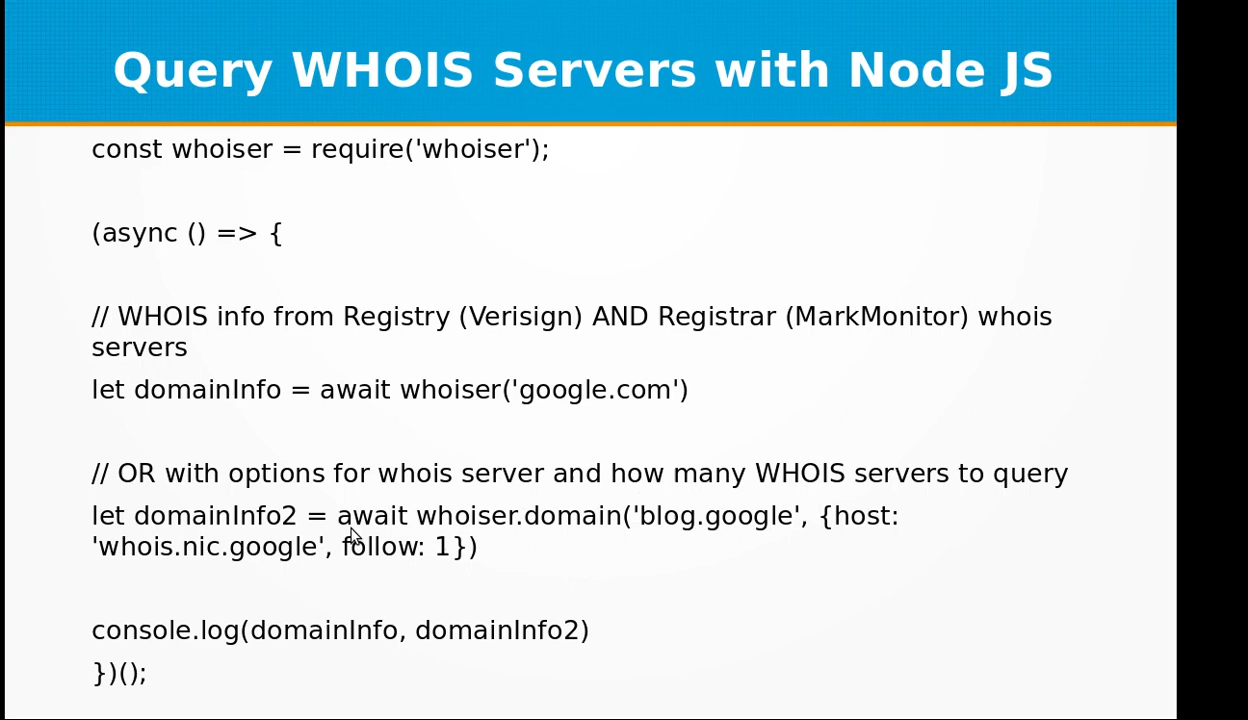 Query WHOIS Servers with Node JS
const whoiser = require('whoiser');
(async () => {
// WHOIS info from Registry (Verisign) AND Registrar (MarkMonitor) whois
servers
let domainInfo = await whoiser('google.com')
// OR with options for whois server and how many WHOIS servers to query
let domainInfo2 = await whoiser.domain('blog.google', {host:
'whois.nic.google', follow: 1})
console.log(domainInfo, domainInfo2)
})();